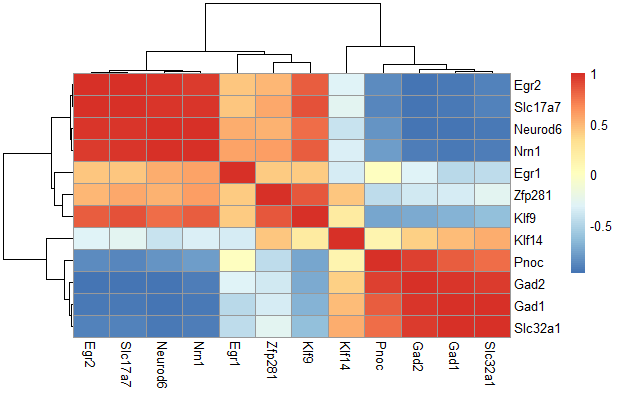 Egr2
Slc17a7
Neurod6
Nrn1
Egr1
Zfp281
Klf9
Klf14
Pnoc
Gad2
Gad1
Slc32a1
1
0.5
0
-0.5
Egr2
Slc17a7
Neurod6
Nrn1
Egr1
Zfp281
Klf9
Klf14
Pnoc
Gad2
Gad1
Slc32a1